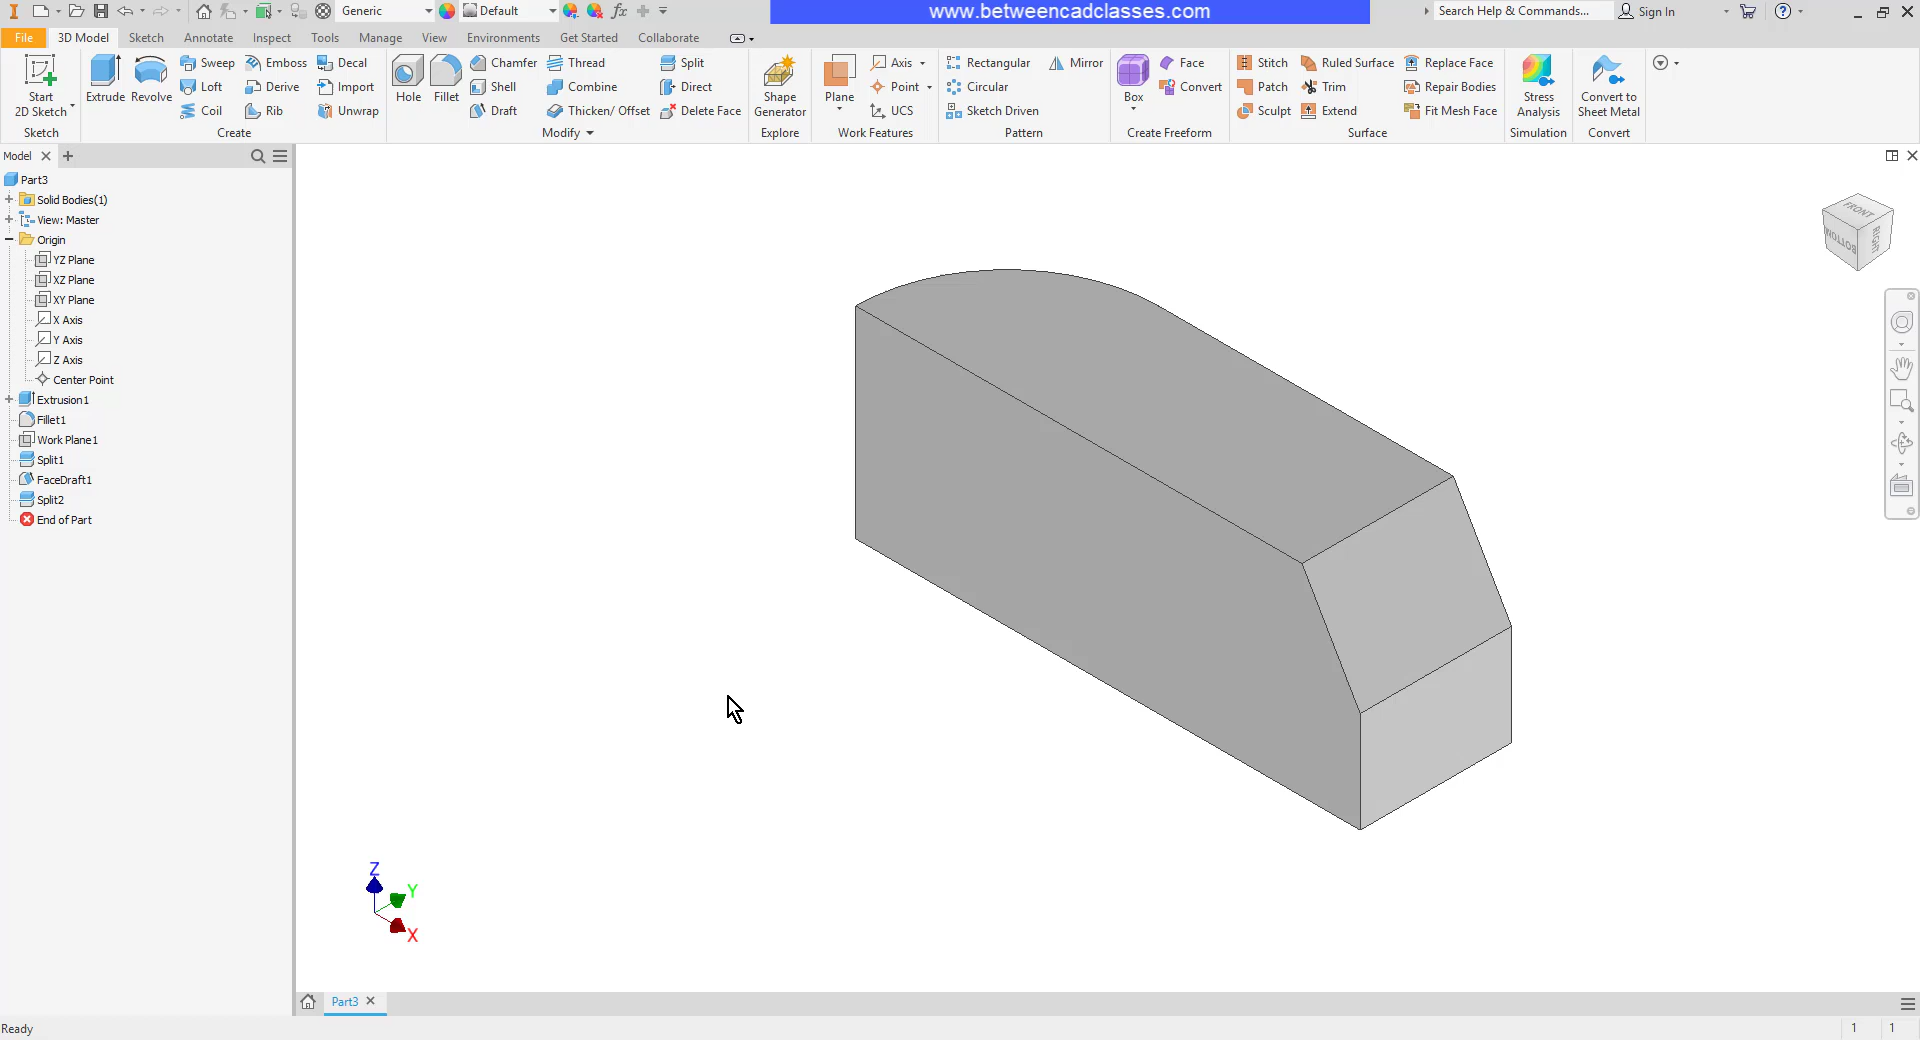 Generic
Default
fx
www.betweencadclasses.com
Search Help & Commands...
Sign In
File
3D Model
Sketch
Annotate
Inspect
Tools
Manage
View
Environments
Get Started
Collaborate
Start
2D Sketch
Sketch
Extrude
Revolve
Sweep
Loft
Coil
Emboss
Derive
Rib
Decal
Import
Unwrap
Create
Hole
Fillet
Chamfer
Shell
Draft
Thread
Combine
Thicken/ Offset
Split
Direct
Delete Face
Modify
Shape
Generator
Explore
Plane
Axis
Point
UCS
Work Features
Rectangular
Circular
Sketch Driven
Mirror
Pattern
Box
Face
Convert
Create Freeform
Stitch
Patch
Sculpt
Ruled Surface
Trim
Extend
Replace Face
Repair Bodies
Fit Mesh Face
Surface
Stress
Analysis
Simulation
Convert to
Sheet Metal
Convert
Model
Part3
Solid Bodies(1)
View: Master
Origin
YZ Plane
XZ Plane
XY Plane
X Axis
Y Axis
Z Axis
Center Point
Extrusion1
Fillet1
Work Plane1
Split1
FaceDraft1
Split2
End of Part
FRONT
BOTTOM
RIGHT
Z
Y
X
Part3
Ready
1
1